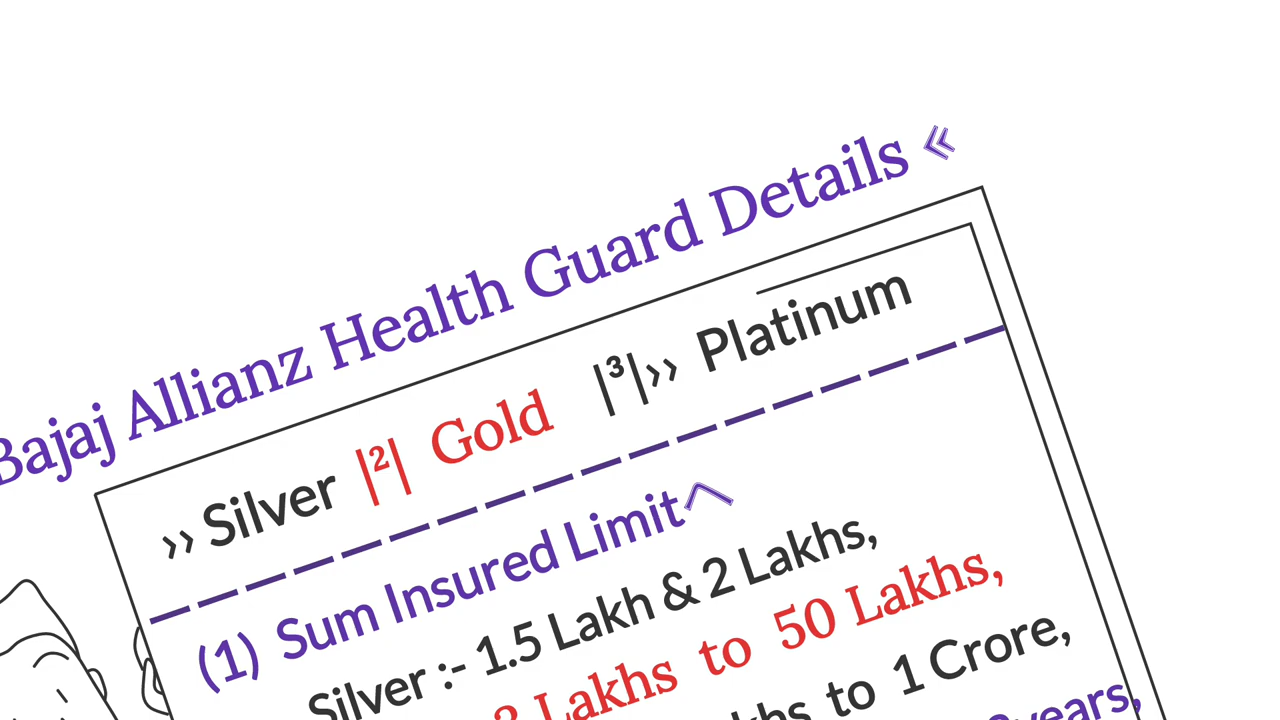 Bajaj Allianz Health Guard Details «
›› Silver |²| Gold |³|›› Platinum
(1) Sum Insured Limit
Silver :- 1.5 Lakh & 2 Lakhs,
Lakhs to 50 Lakhs,
to 1 Crore,
years,